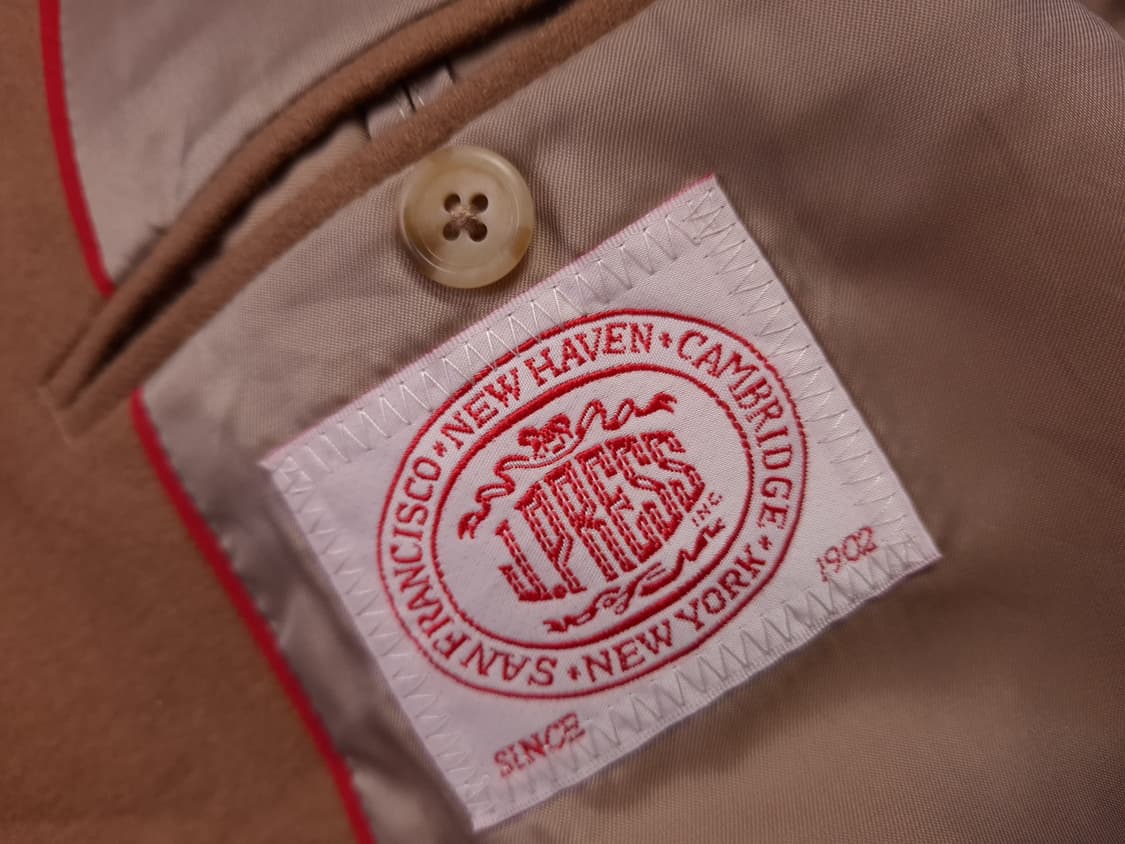 NEW HAVEN * CAMBRIDGE * NEW YORK * SAN FRANCISCO *
J.PRESS
INC.
SINCE 1902